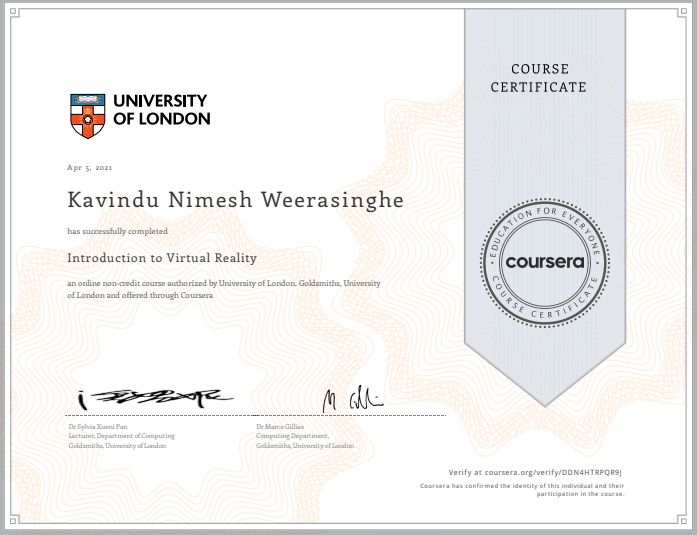 COURSE
CERTIFICATE
UNIVERSITY
OF LONDON
Apr 5, 2021
Kavindu Nimesh Weerasinghe
has successfully completed
Introduction to Virtual Reality
an online non-credit course authorized by University of London, Goldsmiths, University
of London and offered through Coursera
EDUCATION FOR EVERYONE
coursera
COURSE CERTIFICATE
Dr Sylvia Xueni Pan
Lecturer, Department of Computing
Goldsmiths, University of London
Dr Marco Gillies
Computing Department,
Goldsmiths, University of London
Verify at coursera.org/verify/DDN4HTRPQR9J
Coursera has confirmed the identity of this individual and their
participation in the course.